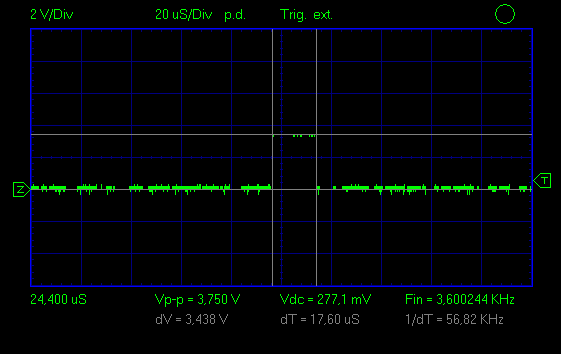 2 V/Div 20 uS/Div p.d. Trig. ext.
Z T
24,400 uS Vp-p = 3,750 V Vdc = 277,1 mV Fin = 3,600244 KHz
dV = 3,438 V dT = 17,60 uS 1/dT = 56,82 KHz